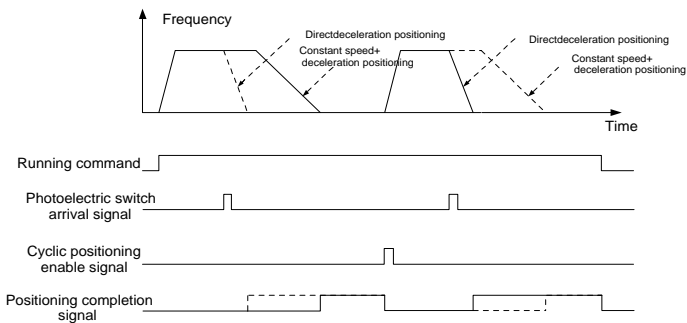 Frequency
Directdeceleration positioning
Constant speed+
deceleration positioning
Directdeceleration positioning
Constant speed+
deceleration positioning
Time
Running command
Photoelectric switch
arrival signal
Cyclic positioning
enable signal
Positioning completion
signal